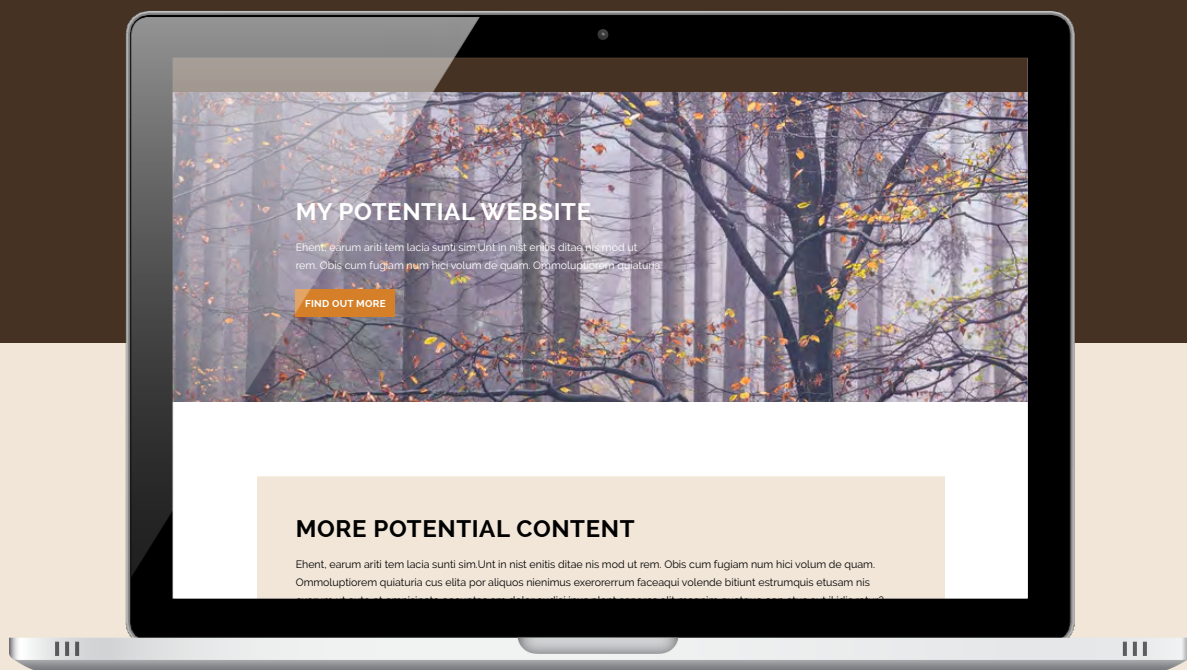 MY POTENTIAL WEBSITE
Ehent, earum ariti tem lacia sunti sim.Unt in nist enitis ditae nis mod ut
rem. Obis cum fugiam num hici volum de quam. Ommoluptiorem quiaturia
FIND OUT MORE
MORE POTENTIAL CONTENT
Ehent, earum ariti tem lacia sunti sim.Unt in nist enitis ditae nis mod ut rem. Obis cum fugiam num hici volum de quam.
Ommoluptiorem quiaturia cus elita por aliquos nienimus exerorerrum faceaqui volende bitiunt estrumquis etusam nis